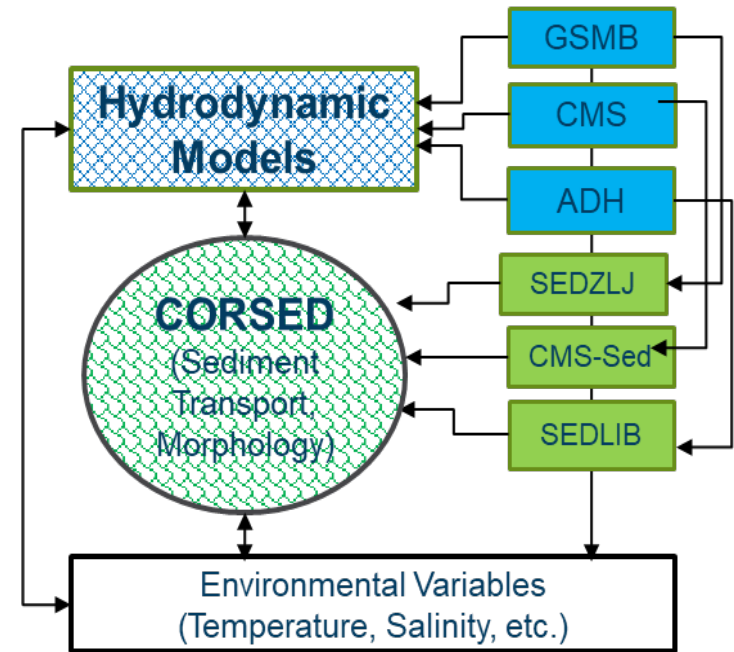 GSMB
Hydrodynamic
Models
CMS
ADH
SEDZLJ
CORSED
(Sediment
Transport,
Morphology)
CMS-Sed
SEDLIB
Environmental Variables
(Temperature, Salinity, etc.)